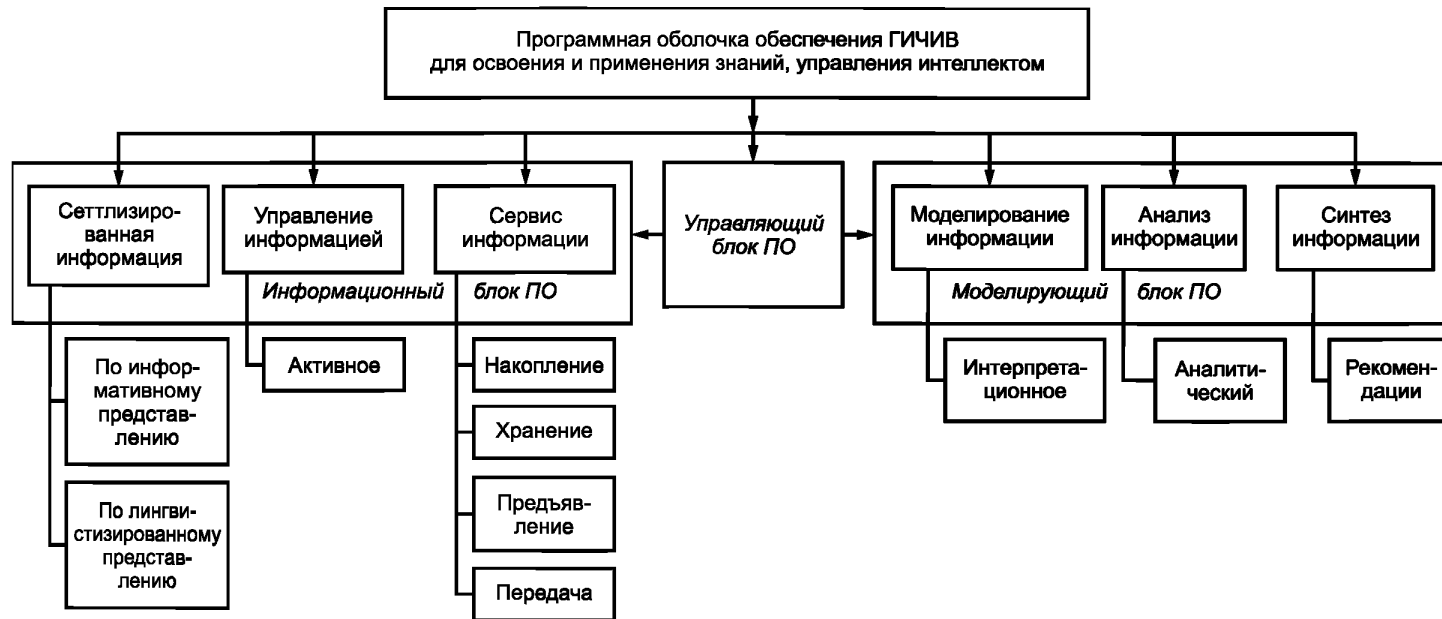 Программная оболочка обеспечения ГИЧИВ
для освоения и применения знаний, управления интеллектом
Сеттлизиро-
ванная
информация
Управление
информацией
Сервис
информации
Информационный блок ПО
Управляющий
блок ПО
Моделирование
информации
Анализ
информации
Синтез
информации
Моделирующий блок ПО
По инфор-
мативному
представ-
лению
По лингви-
стизированному
представ-
лению
Активное
Накопление
Хранение
Предъяв-
ление
Передача
Интерпрета-
ционное
Аналити-
ческий
Рекомен-
дации